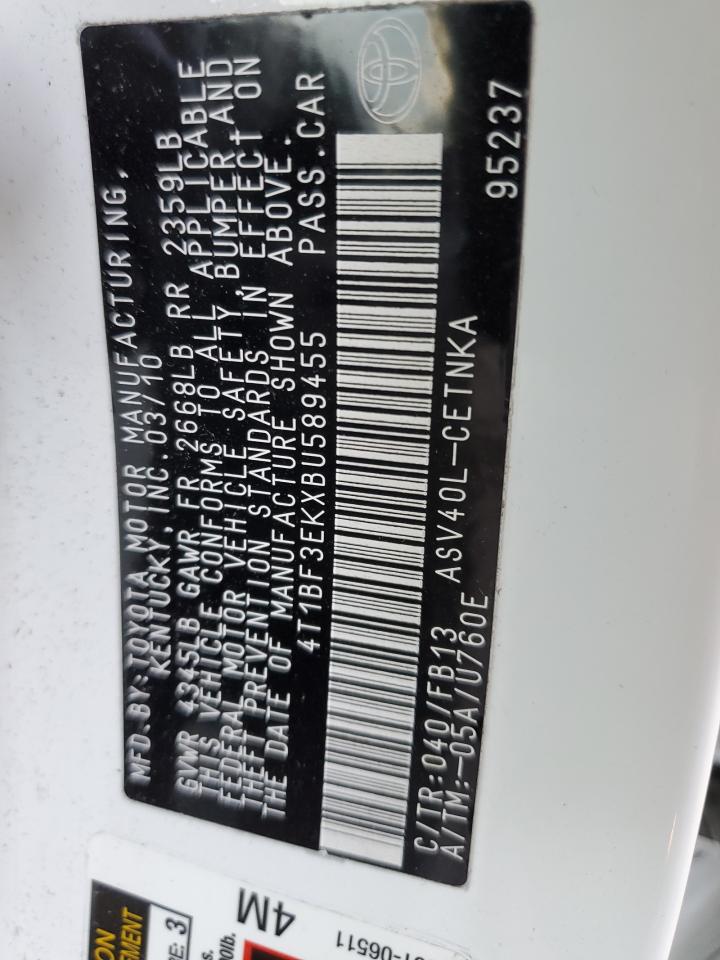 MFD.BY:TOYOTA MOTOR MANUFACTURING,
KENTUCKY,INC.03/10
GVWR 4345LB GAWR FR 2668LB RR 2359LB
THIS VEHICLE CONFORMS TO ALL APPLICABLE
FEDERAL MOTOR VEHICLE SAFETY,BUMPER,AND
THEFT PREVENTION STANDARDS IN EFFECT ON
THE DATE OF MANUFACTURE SHOWN ABOVE.
4T1BF3EKXBU589455 PASS.CAR
C/TR:040/FB13 ASV40L-CETNKA
A/TM:-05A/U760E
95237
4M
-06511
3